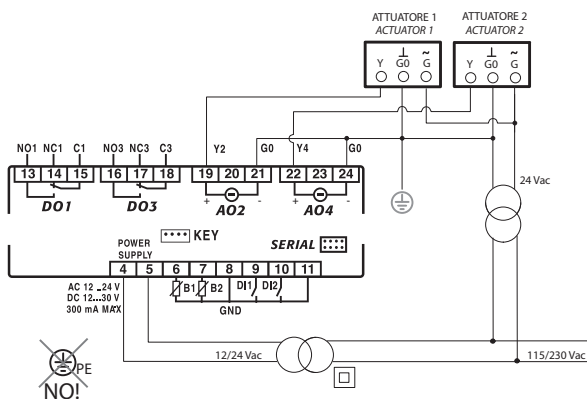 ATTUATORE 1
ACTUATOR 1
ATTUATORE 2
ACTUATOR 2
Y G0 G
~
Y G0 G
~
NO1 NC1 C1 NO3 NC3 C3 Y2 G0 Y4 G0
13 14 15 16 17 18 19 20 21 22 23 24
+ - + -
DO1 DO3 AO2 AO4
24 Vac
KEY
SERIAL
POWER
SUPPLY
4 5 6 7 8 9 10 11
AC 12 ...24 V
DC 12...30 V
300 mA MAX
B1 B2 DI1 DI2
GND
12/24 Vac
115/230 Vac
PE
NO!